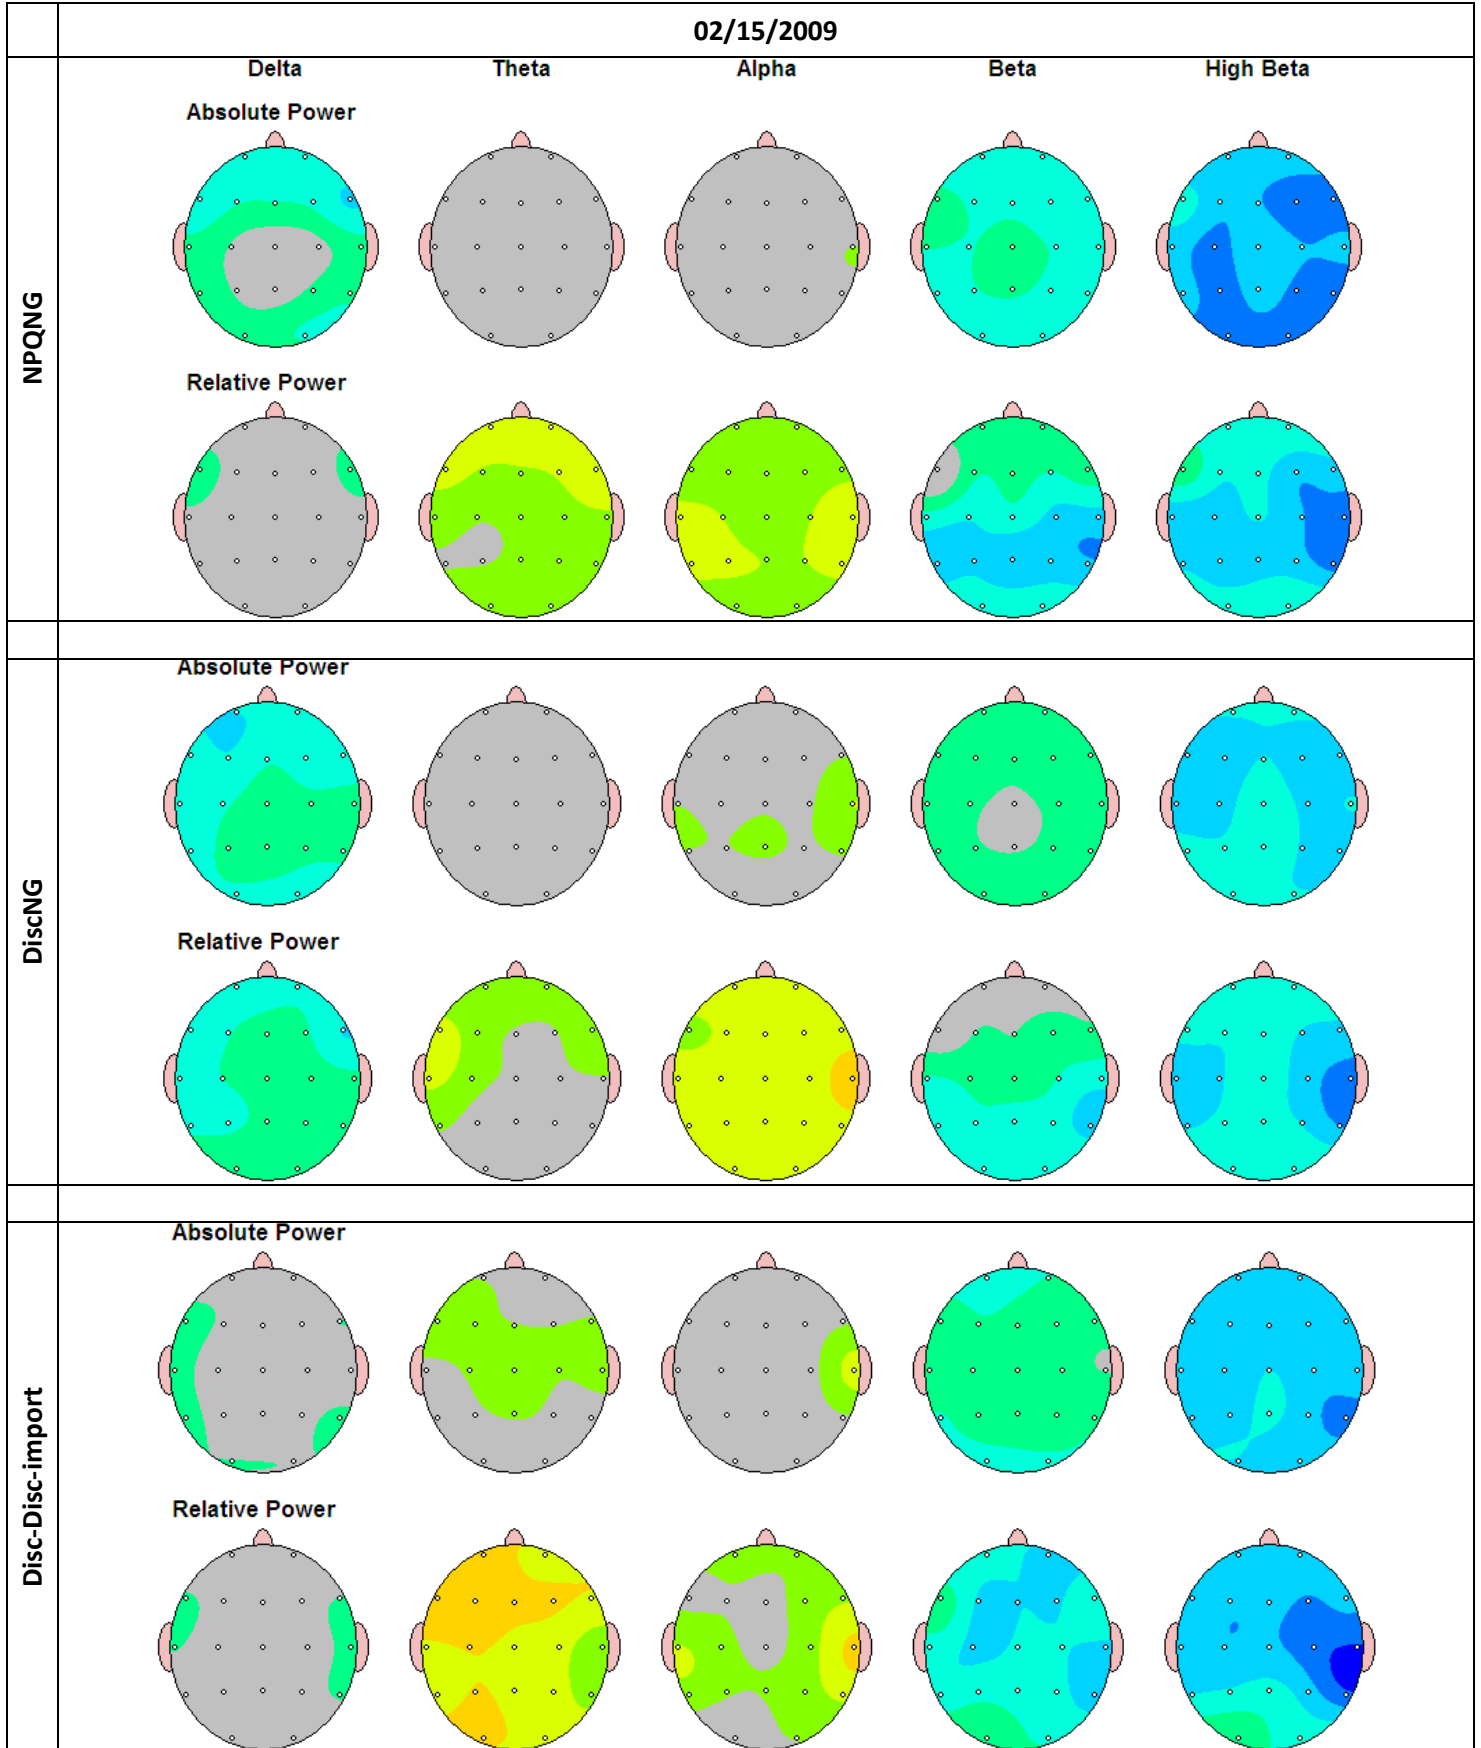 02/15/2009
Delta Theta Alpha Beta High Beta
NPQNG
Absolute Power
Relative Power
DiscNG
Absolute Power
Relative Power
Disc-Disc-import
Absolute Power
Relative Power